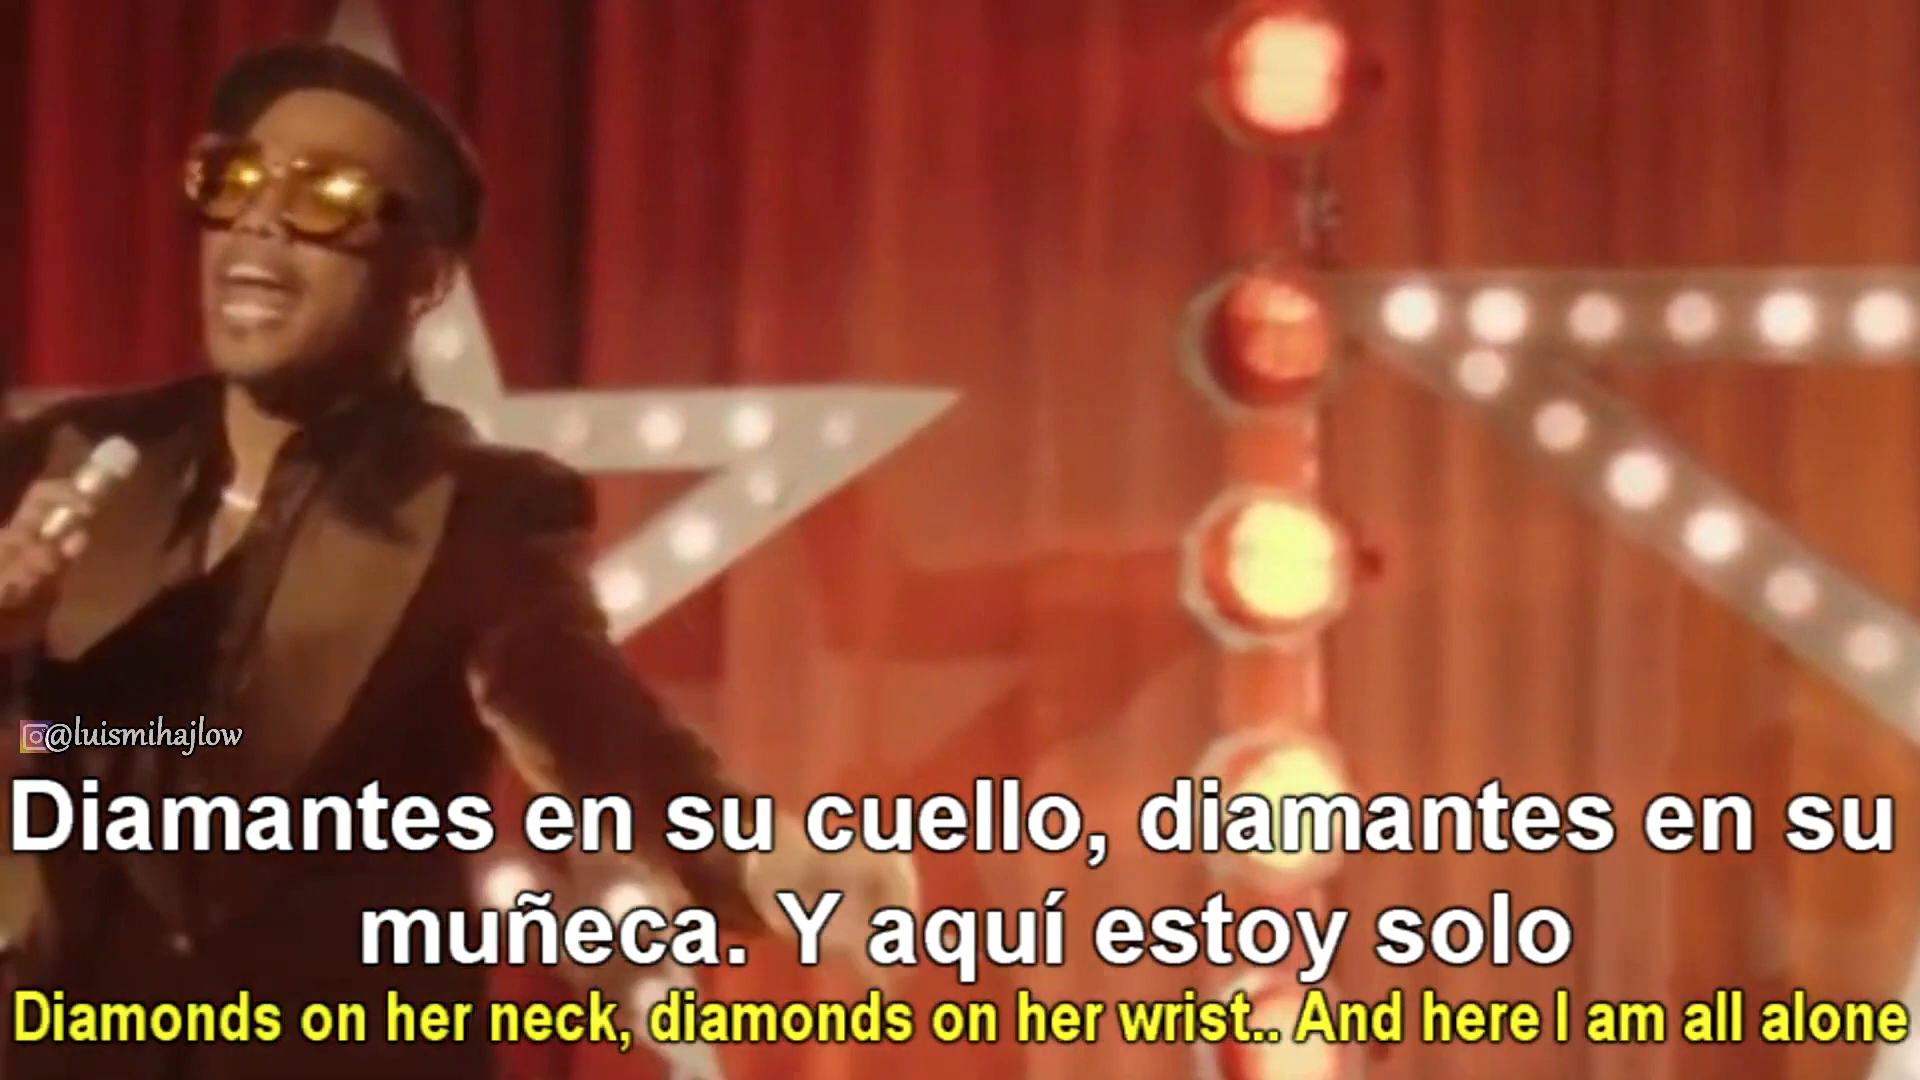 @luismihajlow
Diamantes en su cuello, diamantes en su
muñeca. Y aquí estoy solo
Diamonds on her neck, diamonds on her wrist.. And here I am all alone